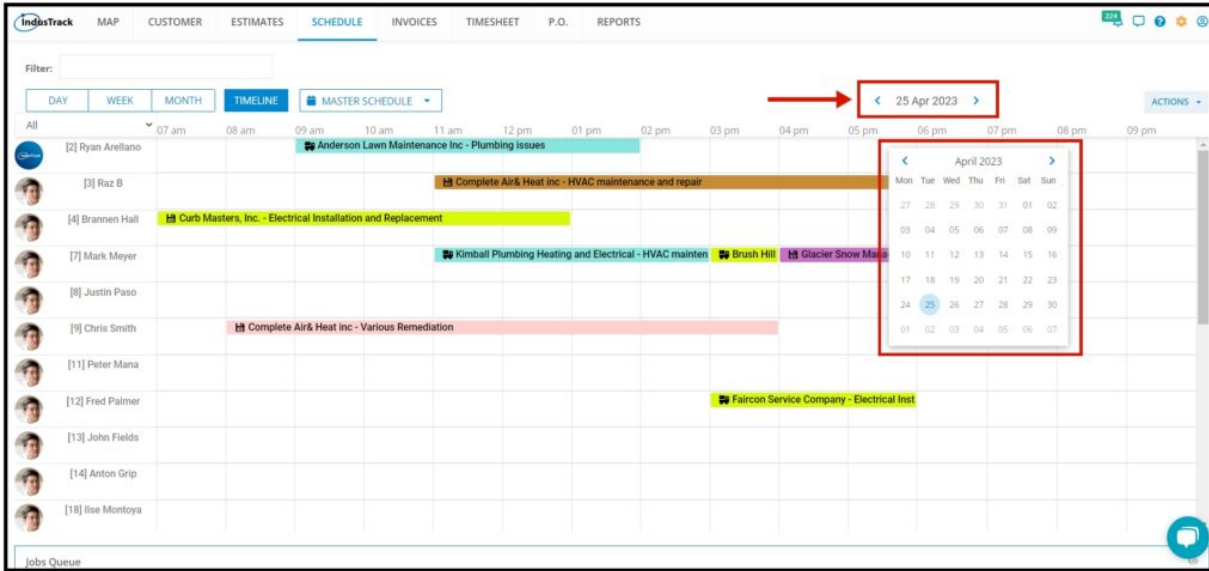 IndusTrack MAP CUSTOMER ESTIMATES SCHEDULE INVOICES TIMESHEET P.O. REPORTS 224
Filter:
DAY WEEK MONTH TIMELINE MASTER SCHEDULE 25 Apr 2023 ACTIONS
All 07 am 08 am 09 am 10 am 11 am 12 pm 01 pm 02 pm 03 pm 04 pm 05 pm 06 pm 07 pm 08 pm 09 pm
[2] Ryan Arellano Anderson Lawn Maintenance Inc - Plumbing issues
[3] Raz B Complete Air& Heat inc - HVAC maintenance and repair
[4] Brannen Hall Curb Masters, Inc. - Electrical Installation and Replacement
[7] Mark Meyer Kimball Plumbing Heating and Electrical - HVAC mainten Brush Hill Glacier Snow Mana
[8] Justin Paso
[9] Chris Smith Complete Air& Heat inc - Various Remediation
[11] Peter Mana
[12] Fred Palmer Faircon Service Company - Electrical Inst
[13] John Fields
[14] Anton Grip
[18] Ilse Montoya
April 2023
Mon Tue Wed Thu Fri Sat Sun
27 28 29 30 31 01 02
03 04 05 06 07 08 09
10 11 12 13 14 15 16
17 18 19 20 21 22 23
24 25 26 27 28 29 30
01 02 03 04 05 06 07
Jobs Queue